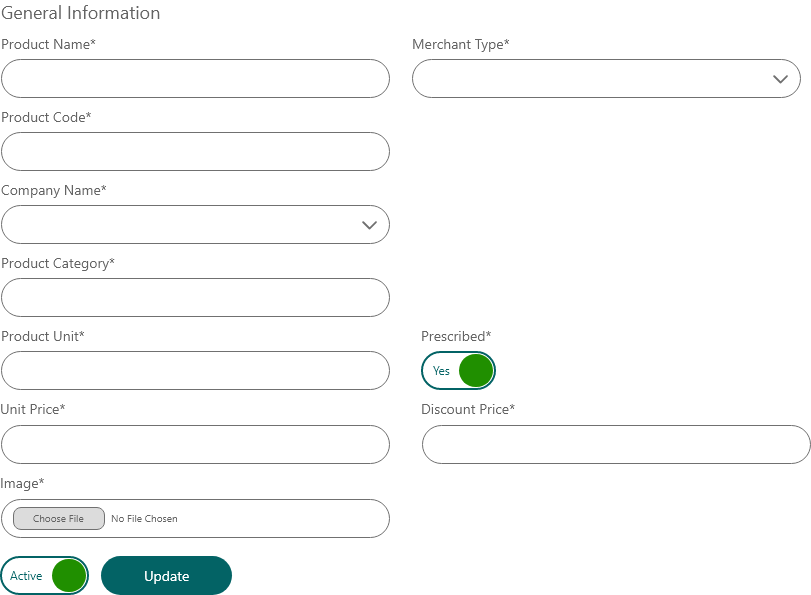 General Information
Product Name*
Merchant Type*
Product Code*
Company Name*
Product Category*
Product Unit*
Prescribed*
Yes
Unit Price*
Discount Price*
Image*
Choose File
No File Chosen
Active
Update